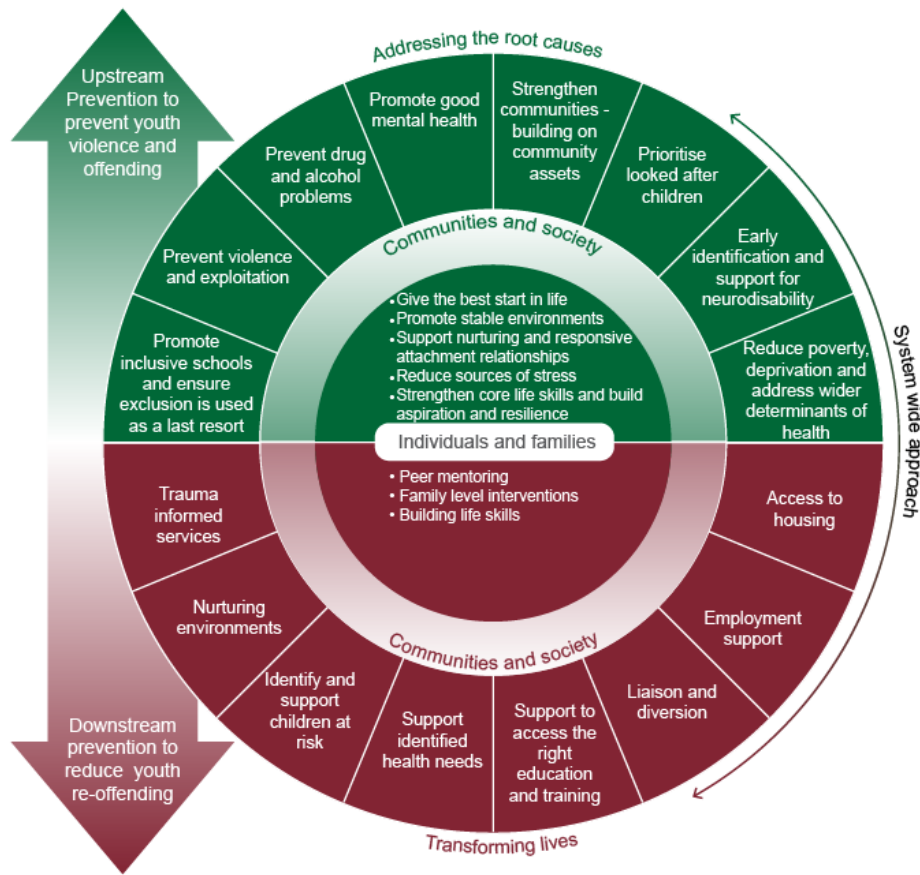 Addressing the root causes
Upstream
Prevention to
prevent youth
violence and
offending
Promote inclusive schools
and ensure
exclusion is used
as a last resort
Prevent violence
and exploitation
Prevent drug
and alcohol
problems
Promote good
mental health
Strengthen
communities -
building on
community
assets
Prioritise
looked after
children
Early
identification and
support for
neurodisability
Reduce poverty,
deprivation and
address wider
determinants of
health
System wide approach
Communities and society
•Give the best start in life
•Promote stable environments
•Support nurturing and responsive
attachment relationships
•Reduce sources of stress
•Strengthen core life skills and build
aspiration and resilience
Individuals and families
• Peer mentoring
• Family level interventions
• Building life skills
Communities and society
Trauma
informed
services
Nurturing
environments
Identify and
support
children at
risk
Support
identified
health needs
Support to
access the
right
education
and training
Liaison and
diversion
Employment
support
Access to
housing
Downstream
prevention to
reduce youth
re-offending
Transforming lives